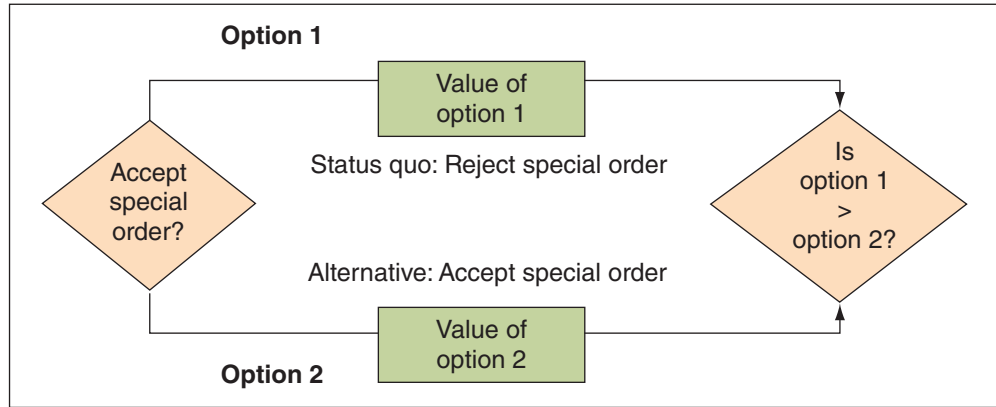 Option 1
Value of
option 1
Status quo: Reject special order
Accept
special
order?
Is
option 1
>
option 2?
Alternative: Accept special order
Value of
option 2
Option 2